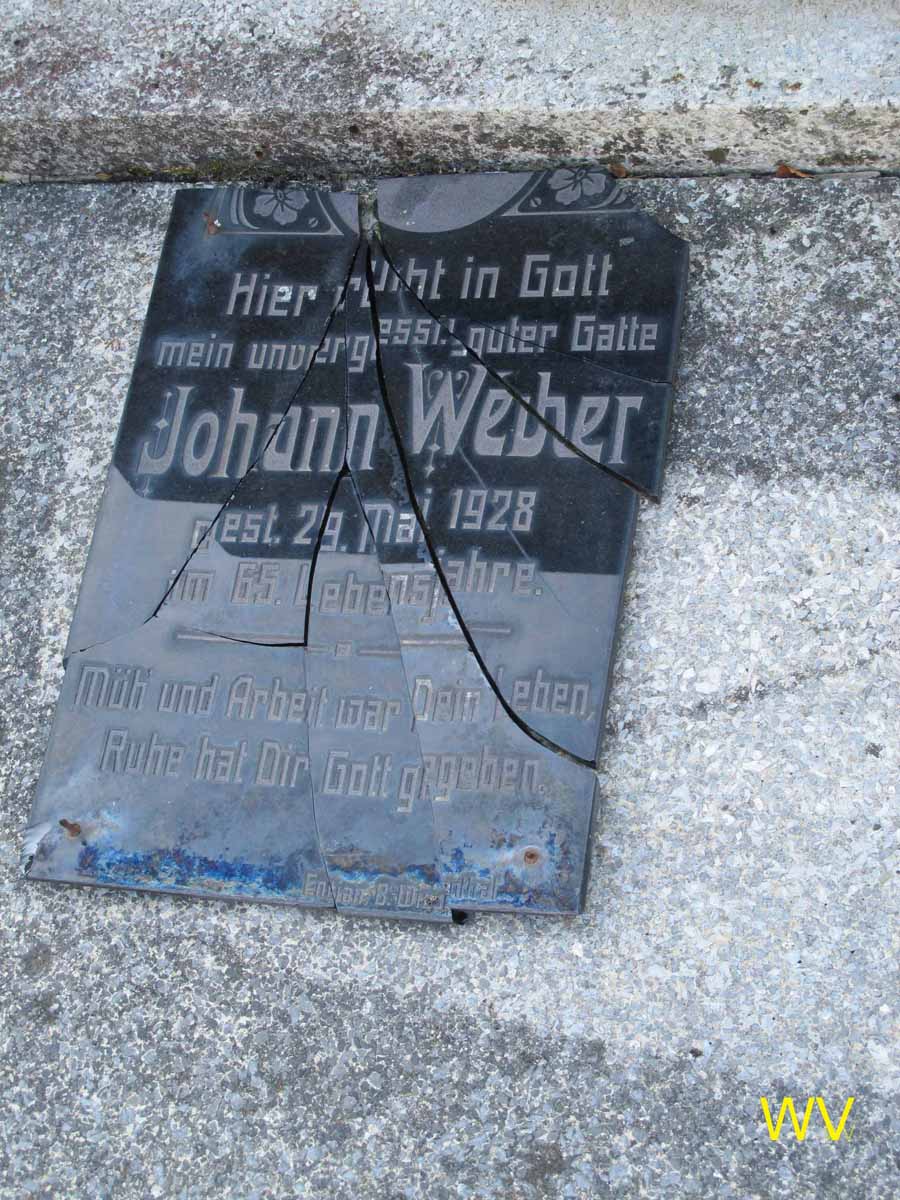 Hier ruht in Gott
mein unvergessl. guter Gatte
Johann Weber
gest. 29. Mai 1928
im 65. Lebensjahre.
Müh und Arbeit war Dein Leben,
Ruhe hat Dir Gott gegeben.
WV